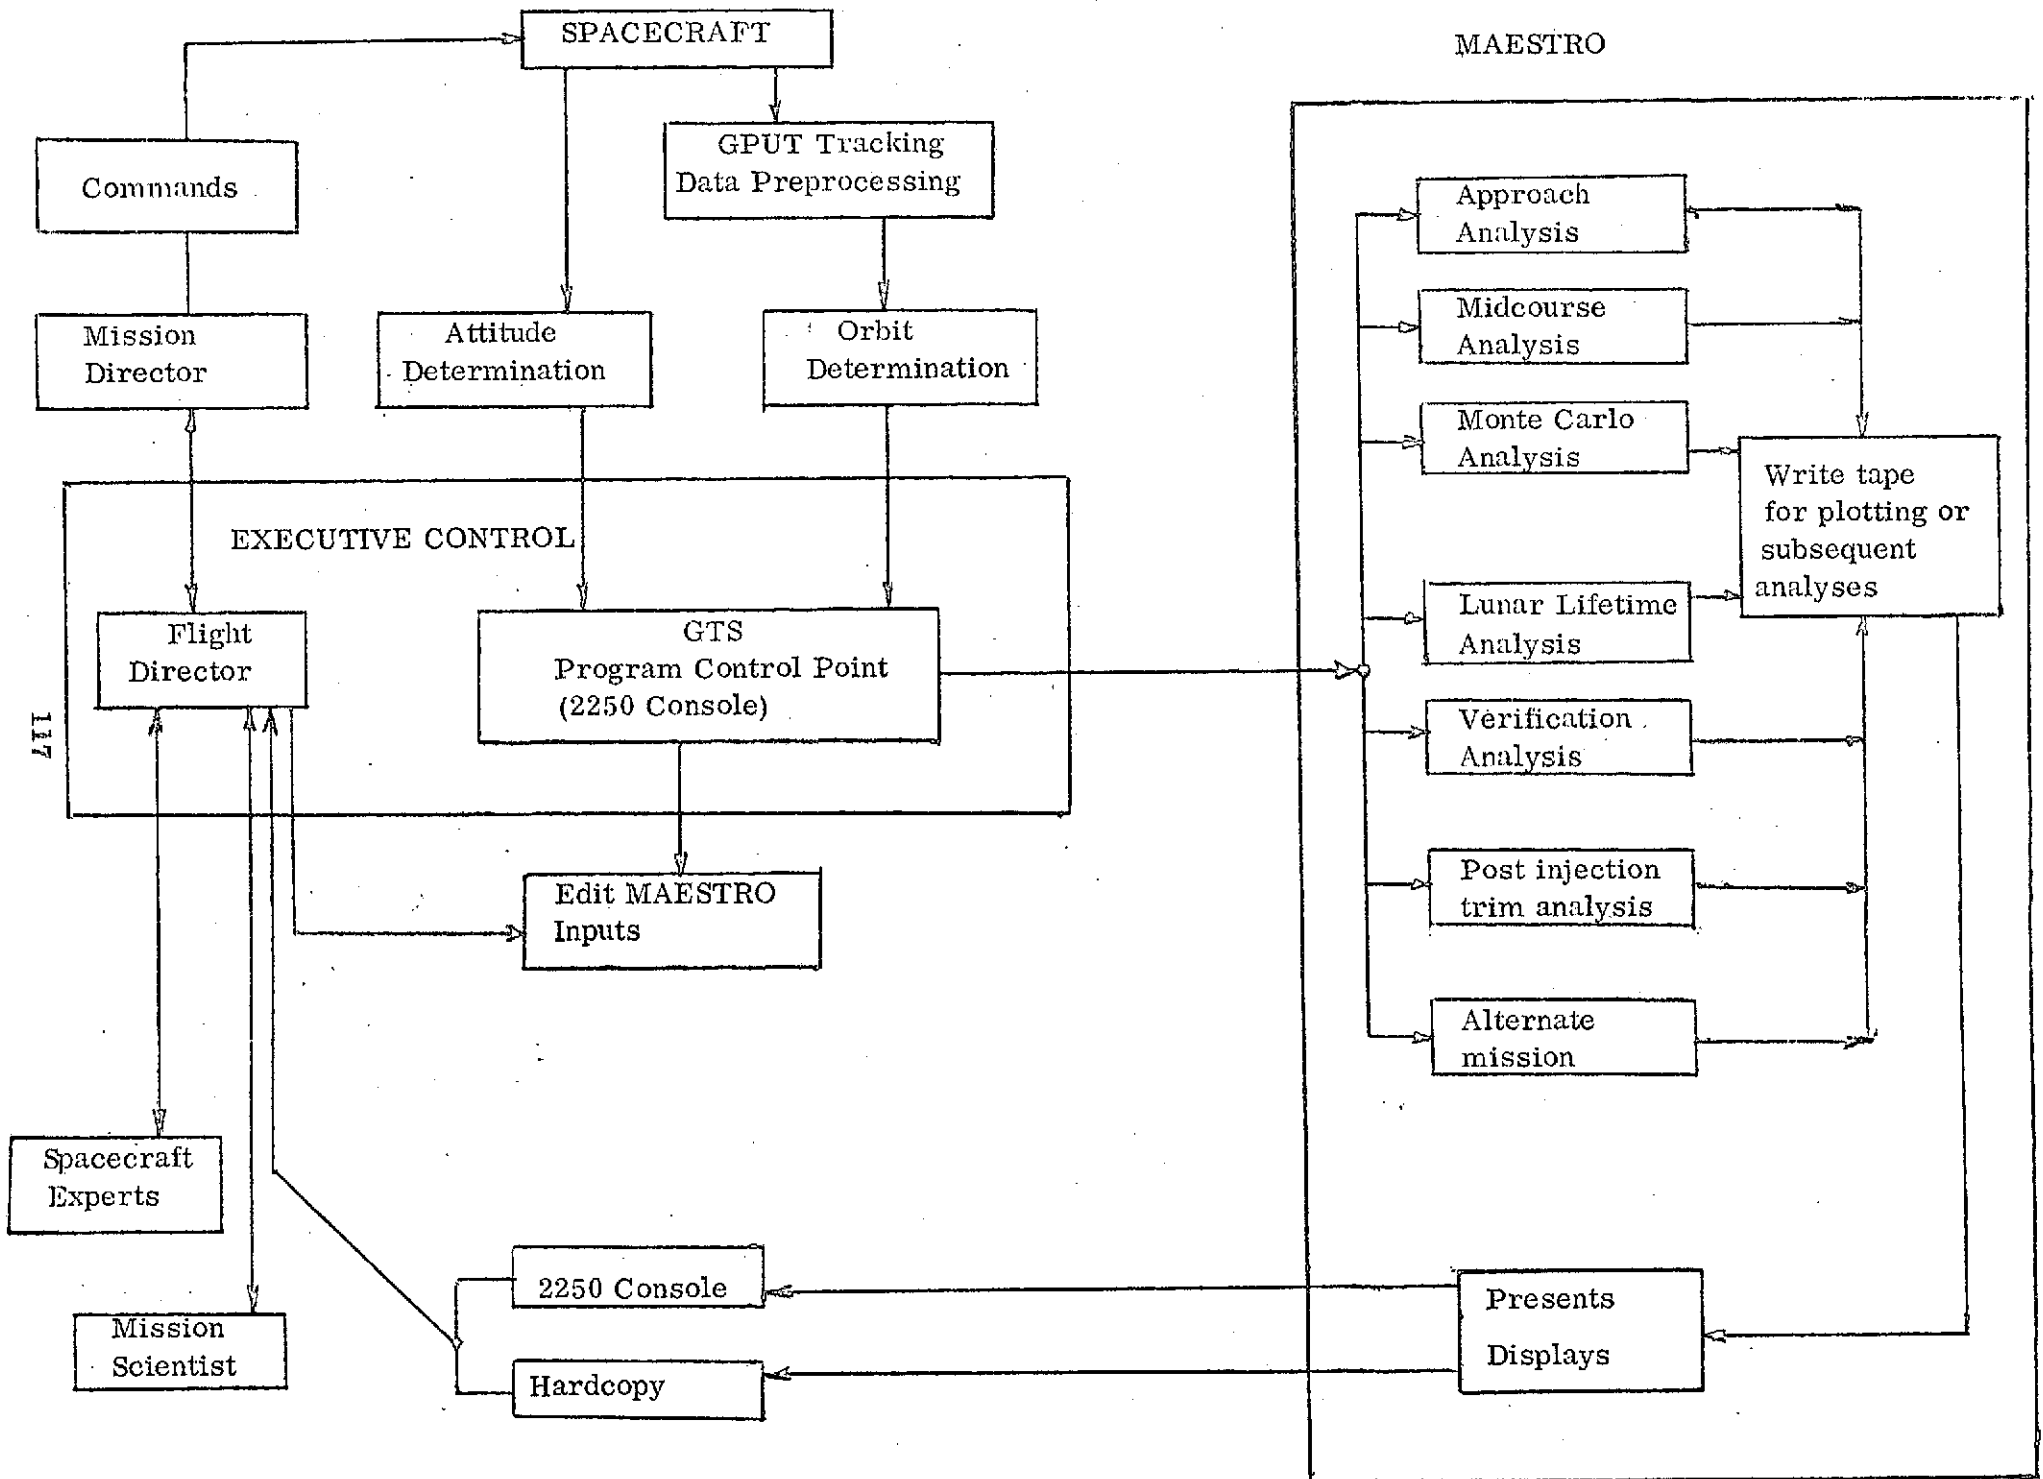 SPACECRAFT
MAESTRO
Commands
GPUT Tracking
Data Preprocessing
Mission
Director
Attitude
Determination
Orbit
Determination
EXECUTIVE CONTROL
Flight
Director
GTS
Program Control Point
(2250 Console)
117
Edit MAESTRO
Inputs
Spacecraft
Experts
Mission
Scientist
2250 Console
Hardcopy
Approach
Analysis
Midcourse
Analysis
Monte Carlo
Analysis
Lunar Lifetime
Analysis
Verification
Analysis
Post injection
trim analysis
Alternate
mission
Write tape
for plotting or
subsequent
analyses
Presents
Displays